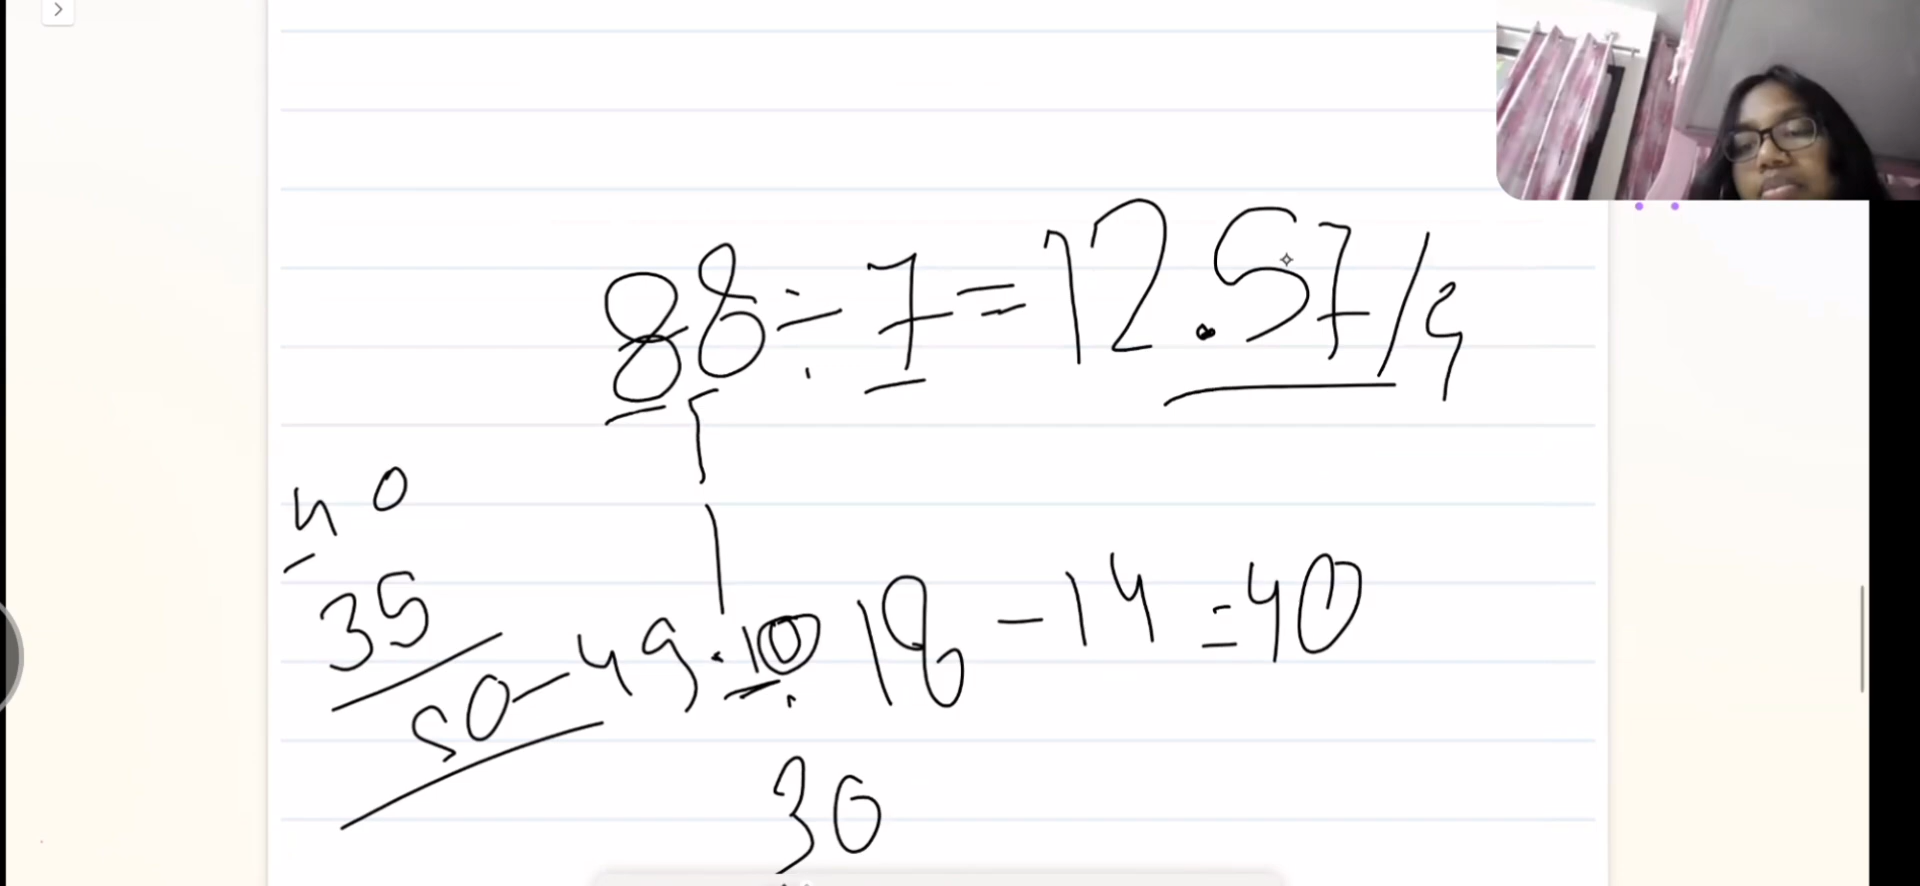 88 ÷ 7 = 12.57/4
40
35
50 - 49 . 10 18 - 14 = 40
30